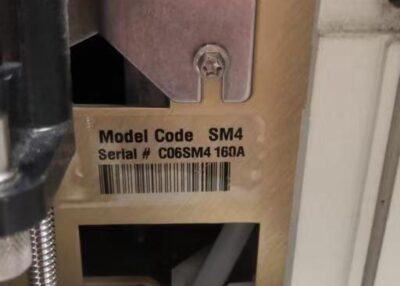 Model Code SM4
Serial # C06SM4 160A